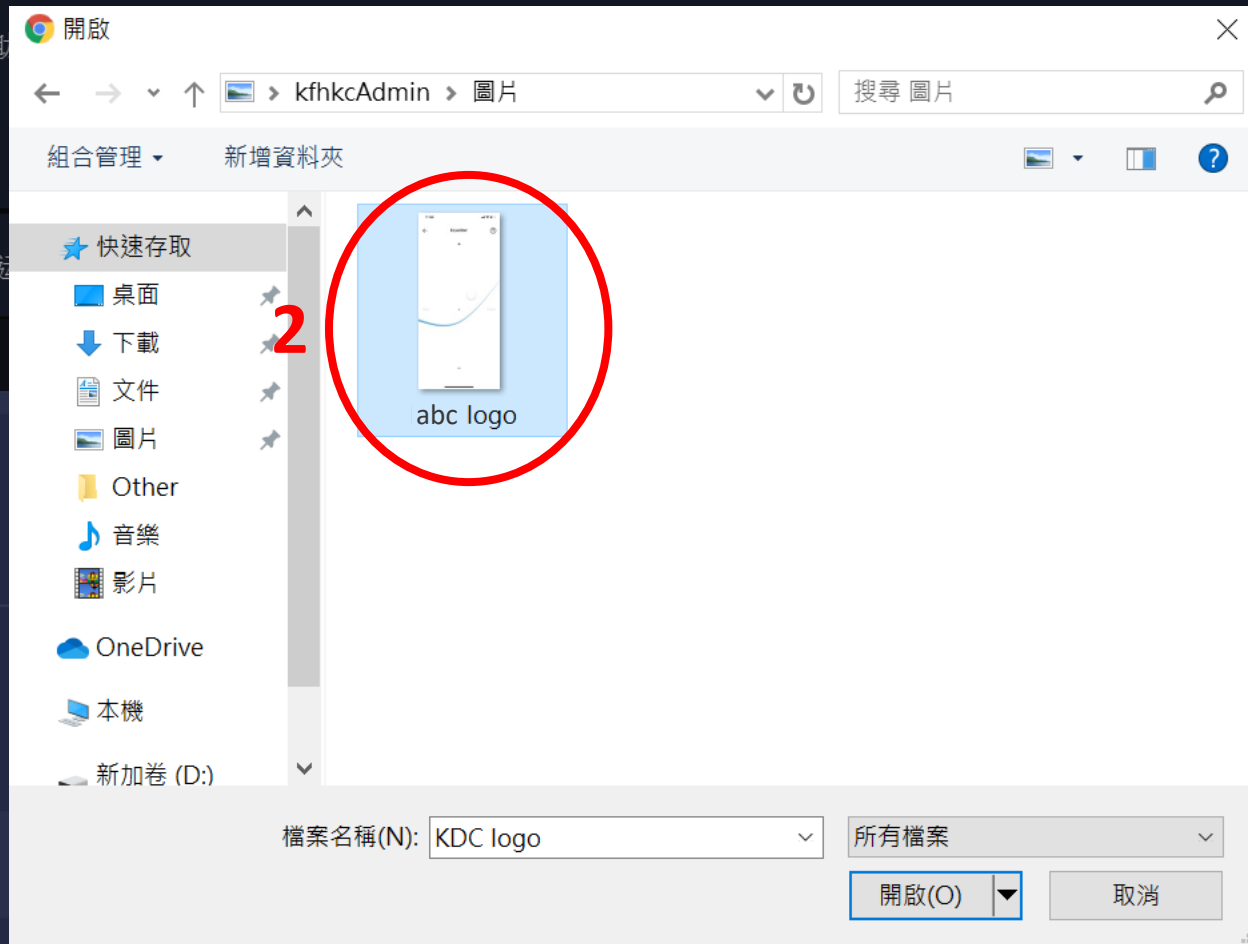 開啟
kfhkcAdmin > 圖片
搜尋 圖片
組合管理
新增資料夾
快速存取
桌面
下載
文件
圖片
Other
音樂
影片
OneDrive
本機
新加卷 (D:)
2
abc logo
檔案名稱(N): KDC logo
所有檔案
開啟(O)
取消